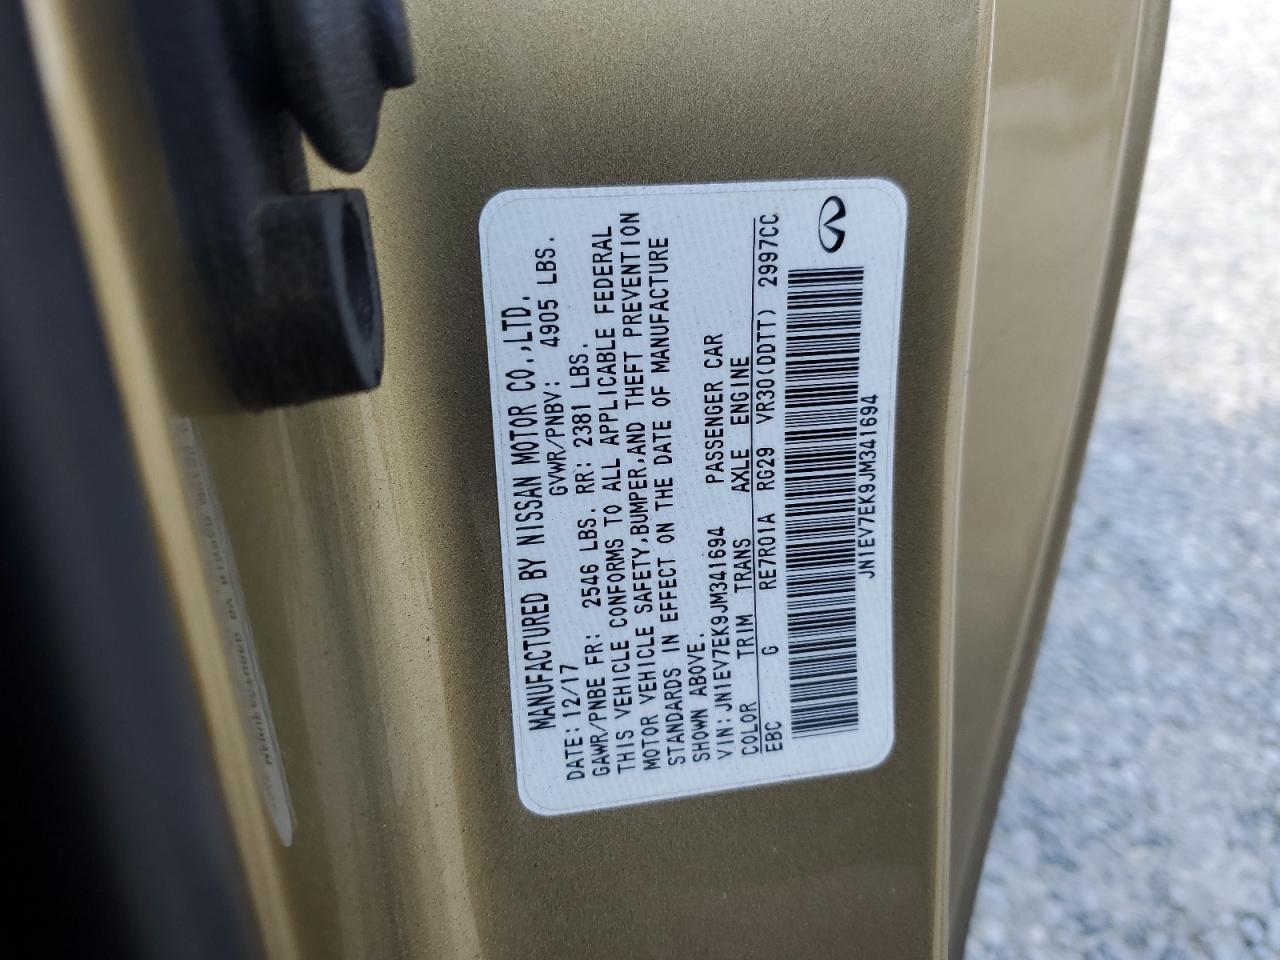 MANUFACTURED BY NISSAN MOTOR CO.,LTD.
DATE: 12/17 GVWR/PNBV: 4905 LBS.
GAWR/PNBE FR: 2546 LBS. RR: 2381 LBS.
THIS VEHICLE CONFORMS TO ALL APPLICABLE FEDERAL
MOTOR VEHICLE SAFETY,BUMPER,AND THEFT PREVENTION
STANDARDS IN EFFECT ON THE DATE OF MANUFACTURE
SHOWN ABOVE.
VIN:JN1EV7EK9JM341694 PASSENGER CAR
COLOR TRIM TRANS AXLE ENGINE
EBC G RE7R01A RG29 VR30(DDTT) 2997CC
JN1EV7EK9JM341694